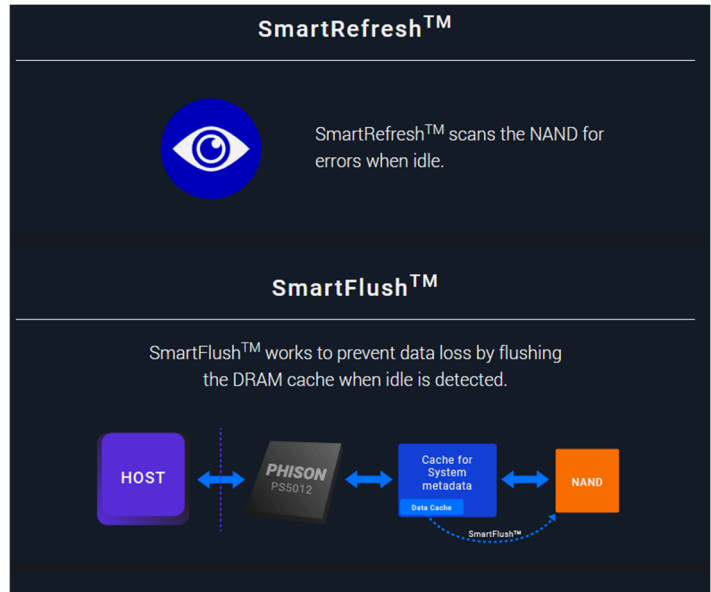 SmartRefresh™
SmartRefresh™ scans the NAND for
errors when idle.
SmartFlush™
SmartFlush™ works to prevent data loss by flushing
the DRAM cache when idle is detected.
HOST
PHISON
PS5012
Cache for
System
metadata
Data Cache
NAND
SmartFlush™